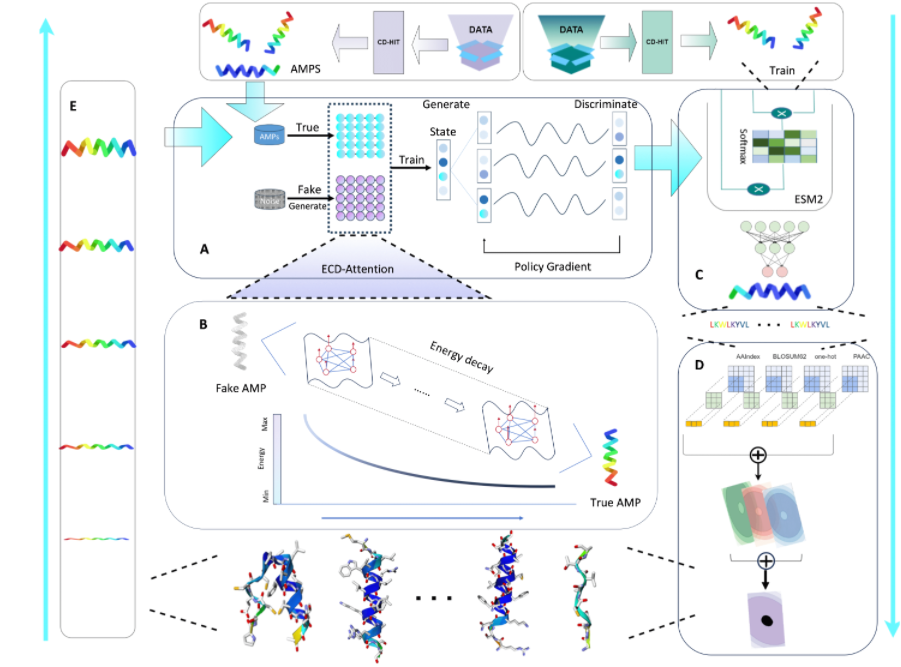 DATA
CD-HIT
AMPS
DATA
CD-HIT
Train
E
AMPs
True
Noise
Fake
Generate
Train
Generate
State
Discriminate
Policy Gradient
A
ECD-Attention
Softmax
ESM2
C
LKWLKYVL
LKWLKYVL
B
Fake AMP
Energy decay
Max
Energy
Min
True AMP
D
AAIndex
BLOSUM62
one-hot
PAAC